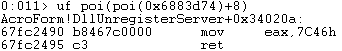 0:011> uf poi(poi(0x6883d74)+8)
AcroForm!DllUnregisterServer+0x34020a:
67fc2490 b8467c0000 mov eax,7C46h
67fc2495 c3 ret